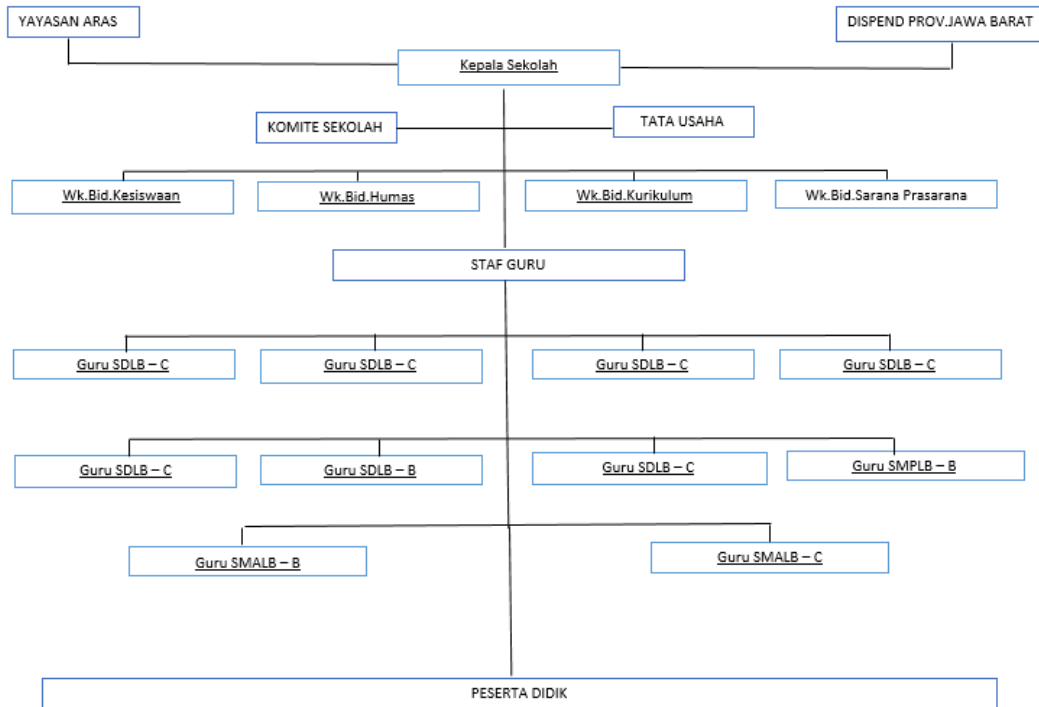 YAYASAN ARAS
DISPEND PROV.JAWA BARAT
Kepala Sekolah
KOMITE SEKOLAH
TATA USAHA
Wk.Bid.Kesiswaan
Wk.Bid.Humas
Wk.Bid.Kurikulum
Wk.Bid.Sarana Prasarana
STAF GURU
Guru SDLB – C
Guru SDLB – C
Guru SDLB – C
Guru SDLB – C
Guru SDLB – C
Guru SDLB – B
Guru SDLB – C
Guru SMPLB – B
Guru SMALB – B
Guru SMALB – C
PESERTA DIDIK